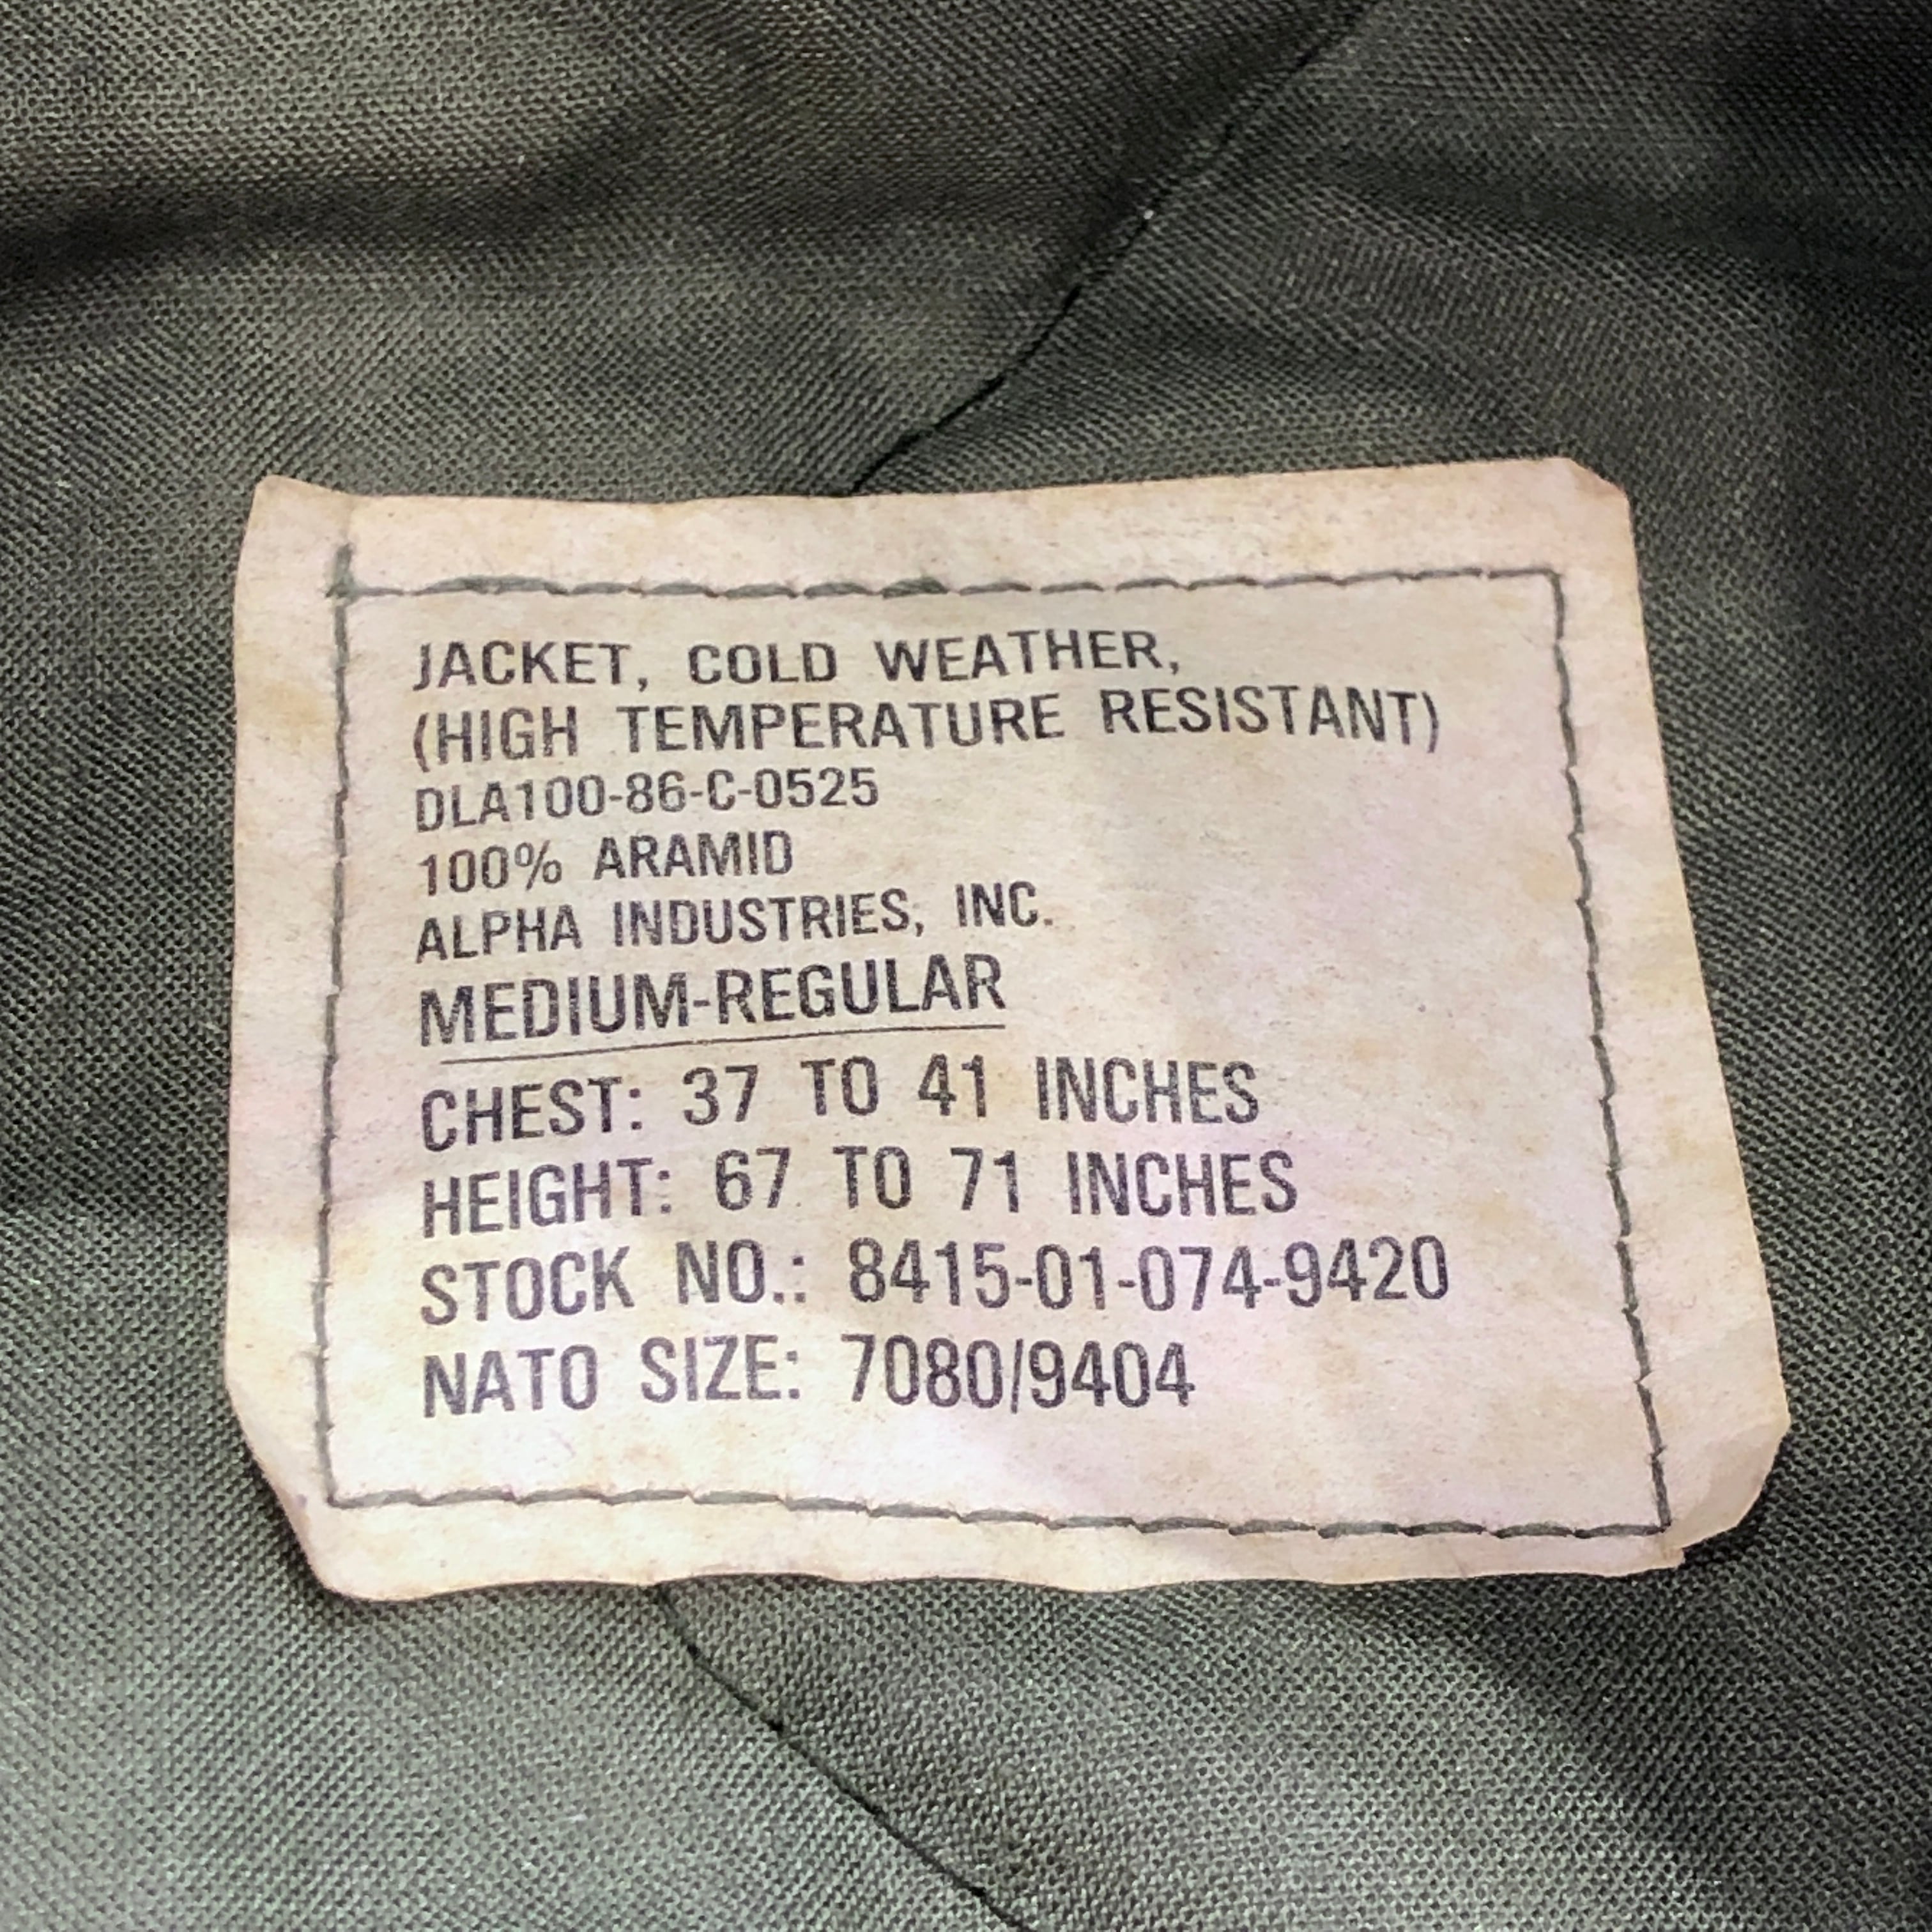 JACKET, COLD WEATHER,
(HIGH TEMPERATURE RESISTANT)
DLA100-86-C-0525
100% ARAMID
ALPHA INDUSTRIES, INC.
MEDIUM-REGULAR
CHEST: 37 TO 41 INCHES
HEIGHT: 67 TO 71 INCHES
STOCK NO.: 8415-01-074-9420
NATO SIZE: 7080/9404